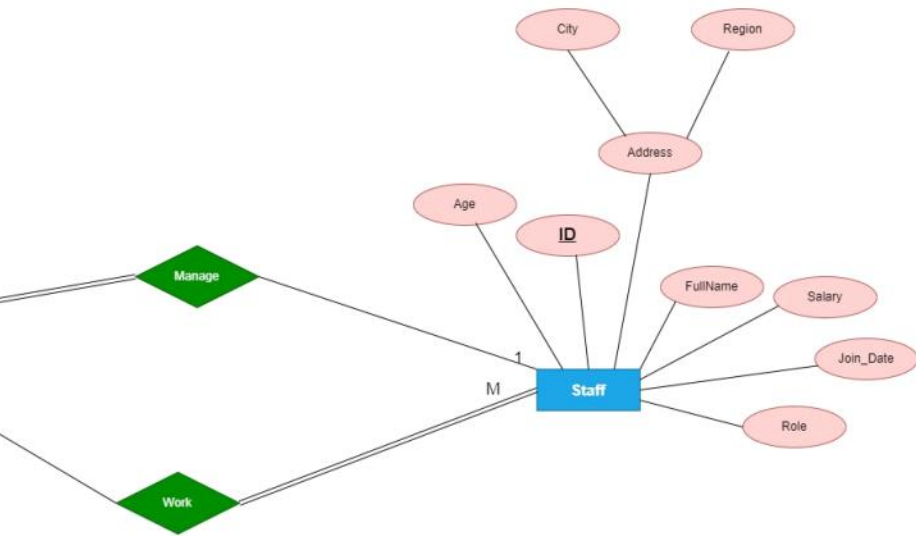 City
Region
Address
Age
ID
Manage
FullName
Salary
1
Join_Date
M
Staff
Role
Work